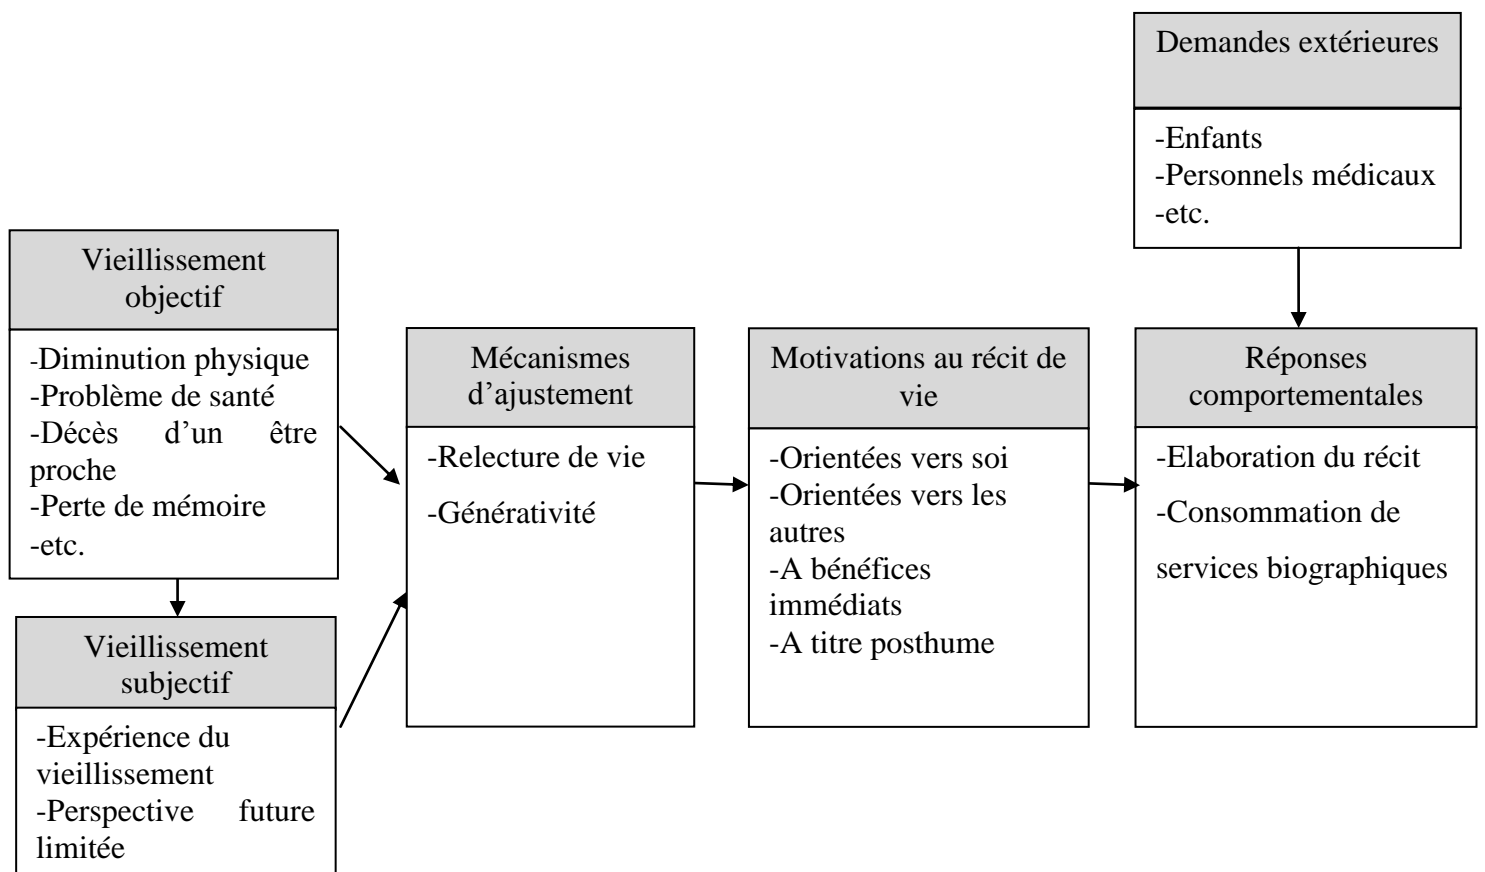 Demandes extérieures
-Enfants
-Personnels médicaux
-etc.
Vieillissement
objectif
-Diminution physique
-Problème de santé
-Décès d’un être
proche
-Perte de mémoire
-etc.
Vieillissement
subjectif
-Expérience du
vieillissement
-Perspective future
limitée
Mécanismes
d’ajustement
-Relecture de vie
-Générativité
Motivations au récit de
vie
-Orientées vers soi
-Orientées vers les
autres
-A bénéfices
immédiats
-A titre posthume
Réponses
comportementales
-Elaboration du récit
-Consommation de
services biographiques